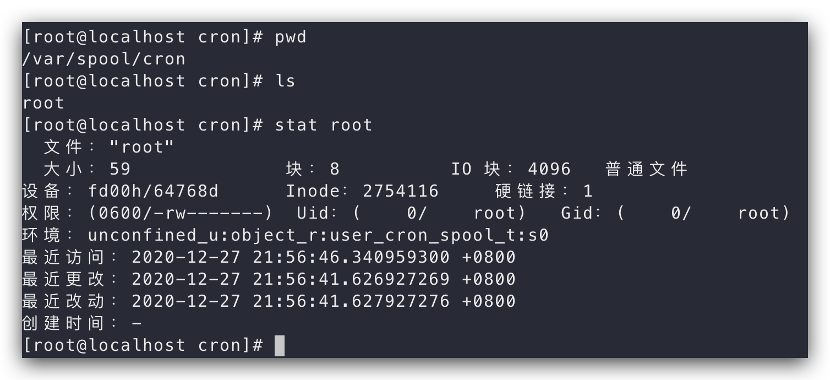 [root@localhost cron]# pwd
/var/spool/cron
[root@localhost cron]# ls
root
[root@localhost cron]# stat root
  文件："root"
  大小：59              块：8          IO 块：4096   普通文件
设备：fd00h/64768d      Inode：2754116     硬链接：1
权限：(0600/-rw-------)  Uid：(    0/    root)   Gid：(    0/    root)
环境：unconfined_u:object_r:user_cron_spool_t:s0
最近访问：2020-12-27 21:56:46.340959300 +0800
最近更改：2020-12-27 21:56:41.626927269 +0800
最近改动：2020-12-27 21:56:41.627927276 +0800
创建时间：-
[root@localhost cron]#